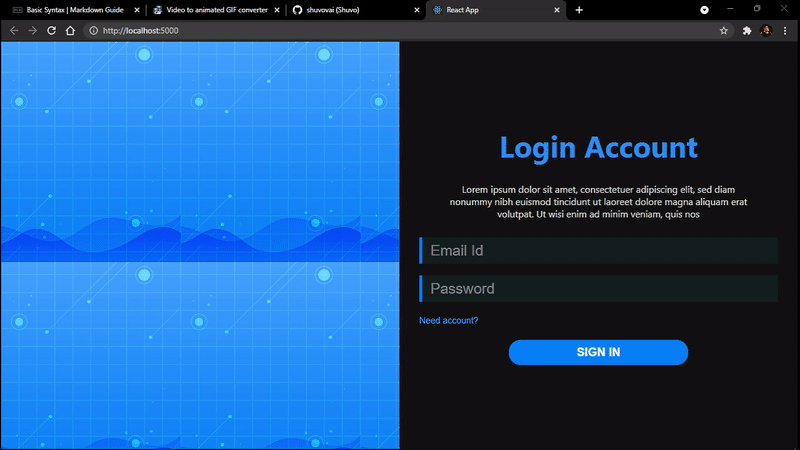 Basic Syntax | Markdown Guide
Video to animated GIF converter
shuvovai (Shuvo)
React App
http://localhost:5000
Login Account
Lorem ipsum dolor sit amet, consectetuer adipiscing elit, sed diam
nonummy nibh euismod tincidunt ut laoreet dolore magna aliquam erat
volutpat. Ut wisi enim ad minim veniam, quis nos
Email Id
Password
Need account?
SIGN IN